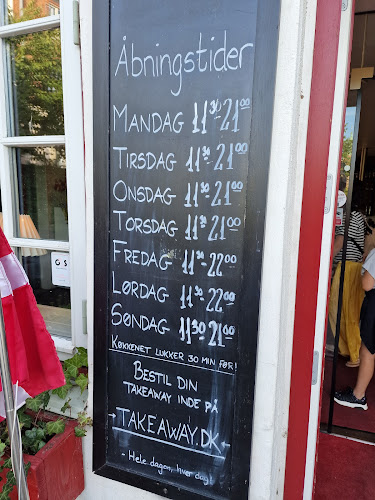 Åbningstider
MANDAG 11³⁰-21⁰⁰
TIRSDAG 11³⁰-21⁰⁰
ONSDAG 11³⁰-21⁰⁰
TORSDAG 11³⁰-21⁰⁰
FREDAG 11³⁰-22⁰⁰
LØRDAG 11³⁰-22⁰⁰
SØNDAG 11³⁰-21⁰⁰
KØKKENET LUKKER 30 MIN FØR!
BESTIL DIN
TAKEAWAY INDE PÅ
TAKEAWAY.DK
- Hele dagen, hver dag!